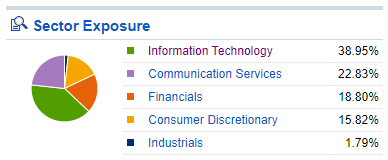 Sector Exposure
Information Technology 38.95%
Communication Services 22.83%
Financials 18.80%
Consumer Discretionary 15.82%
Industrials 1.79%